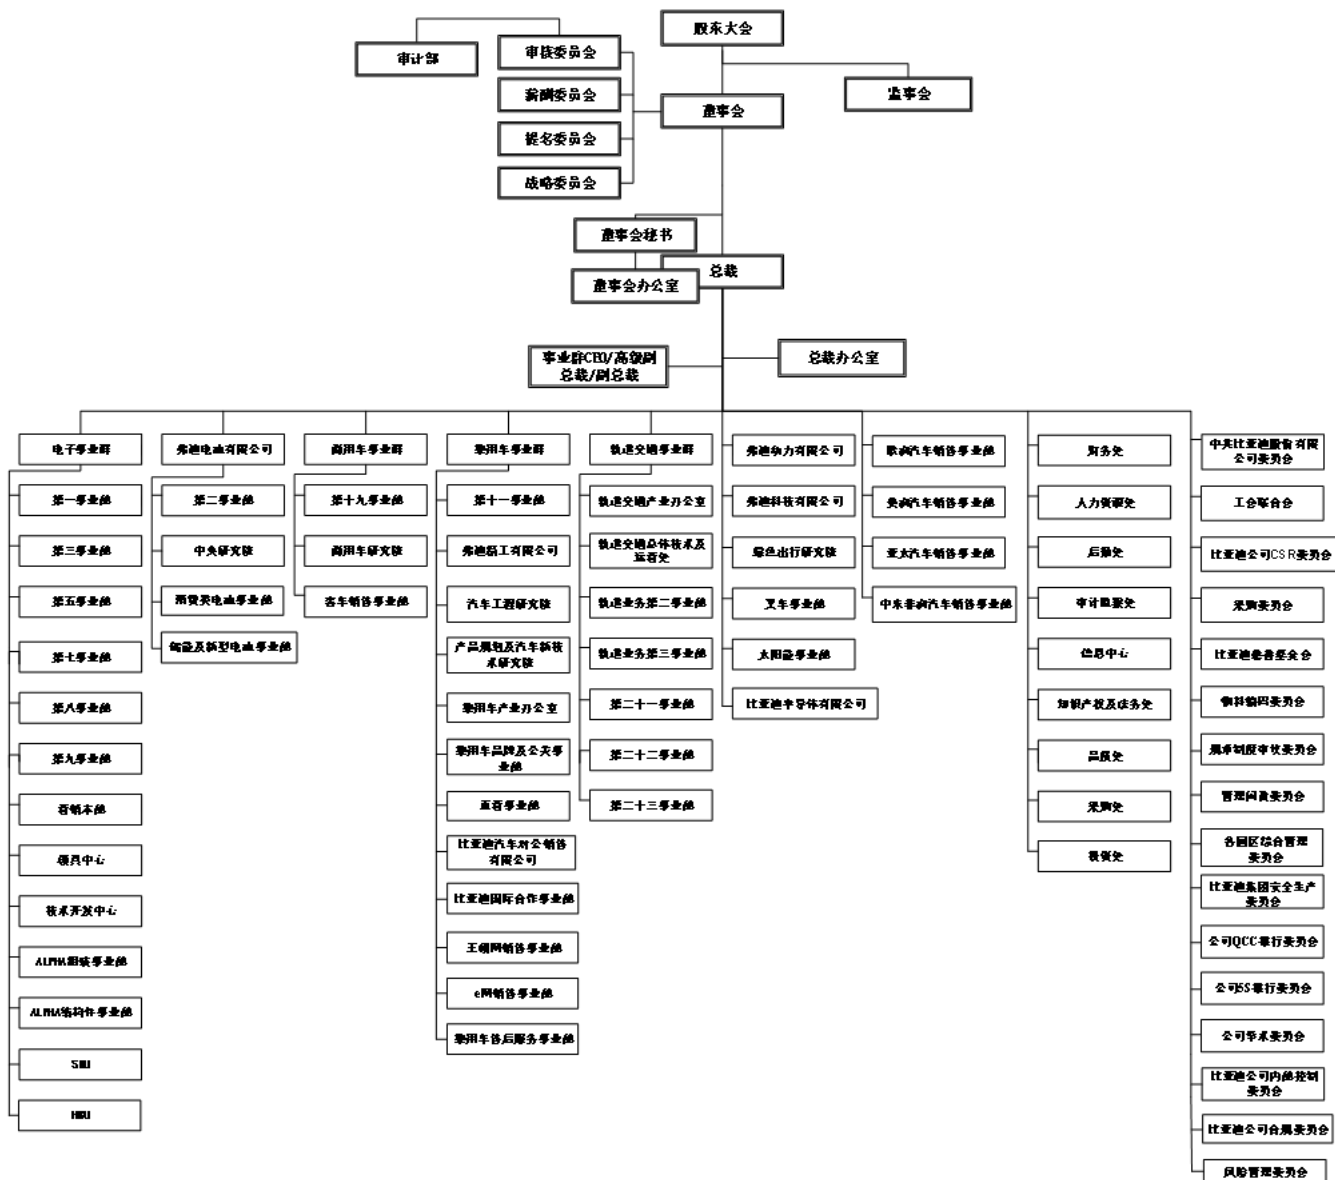 股东大会
审计部
审核委员会
监事会
薪酬委员会
董事会
提名委员会
战略委员会
董事会秘书
总裁
董事会办公室
事业群CEO/高级副
总裁/副总裁
总裁办公室
电子事业群
第一事业部
第三事业部
第五事业部
第七事业部
第八事业部
第九事业部
营销本部
模具中心
技术开发中心
ALPHA组装事业部
ALPHA结构件事业部
弗迪电池有限公司
第二事业部
中央研究院
消费类电池事业部
储能及新型电池事业部
商用车事业群
第十九事业部
商用车研究院
客车销售事业部
乘用车事业群
第十一事业部
弗迪精工有限公司
汽车工程研究院
产品规划及汽车新技
术研究院
乘用车产业办公室
乘用车品牌及公关事
业部
直营事业部
比亚迪汽车对公销售
有限公司
比亚迪国际合作事业部
王朝网销售事业部
e网销售事业部
乘用车售后服务事业部
轨道交通事业群
轨道交通产业办公室
轨道交通总体技术及
运营处
轨道业务第二事业部
轨道业务第三事业部
第二十一事业部
第二十二事业部
第二十三事业部
弗迪动力有限公司
弗迪科技有限公司
绿色出行研究院
叉车事业部
太阳能事业部
比亚迪半导体有限公司
欧洲汽车销售事业部
美洲汽车销售事业部
亚太汽车销售事业部
中东非洲汽车销售事业部
财务处
人力资源处
后勤处
审计监察处
信息中心
知识产权及法务处
品质处
采购处
投资处
中共比亚迪股份有限
公司委员会
工会联合会
比亚迪公司CSR委员会
采购委员会
比亚迪慈善基金会
物料编码委员会
规章制度审核委员会
管理问责委员会
各园区综合管理
委员会
比亚迪集团安全生产
委员会
公司QCC推行委员会
公司5S推行委员会
公司学术委员会
比亚迪公司内部控制
委员会
比亚迪公司合规委员会
风险管理委员会